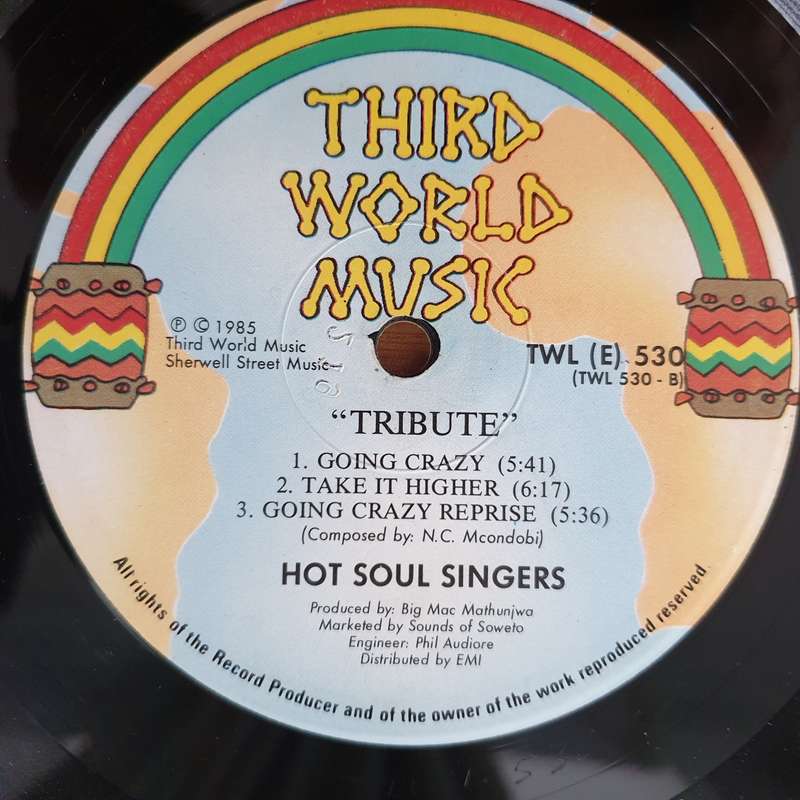 THIRD
WORLD
MUSIC
℗ © 1985
Third World Music
Sherwell Street Music
TWL (E) 530
(TWL 530 - B)
“TRIBUTE”
1. GOING CRAZY (5:41)
2. TAKE IT HIGHER (6:17)
3. GOING CRAZY REPRISE (5:36)
(Composed by: N.C. Mcondobi)
HOT SOUL SINGERS
Produced by: Big Mac Mathunjwa
Marketed by Sounds of Soweto
Engineer: Phil Audiore
Distributed by EMI
All rights of the Record Producer and of the owner of the work reproduced reserved